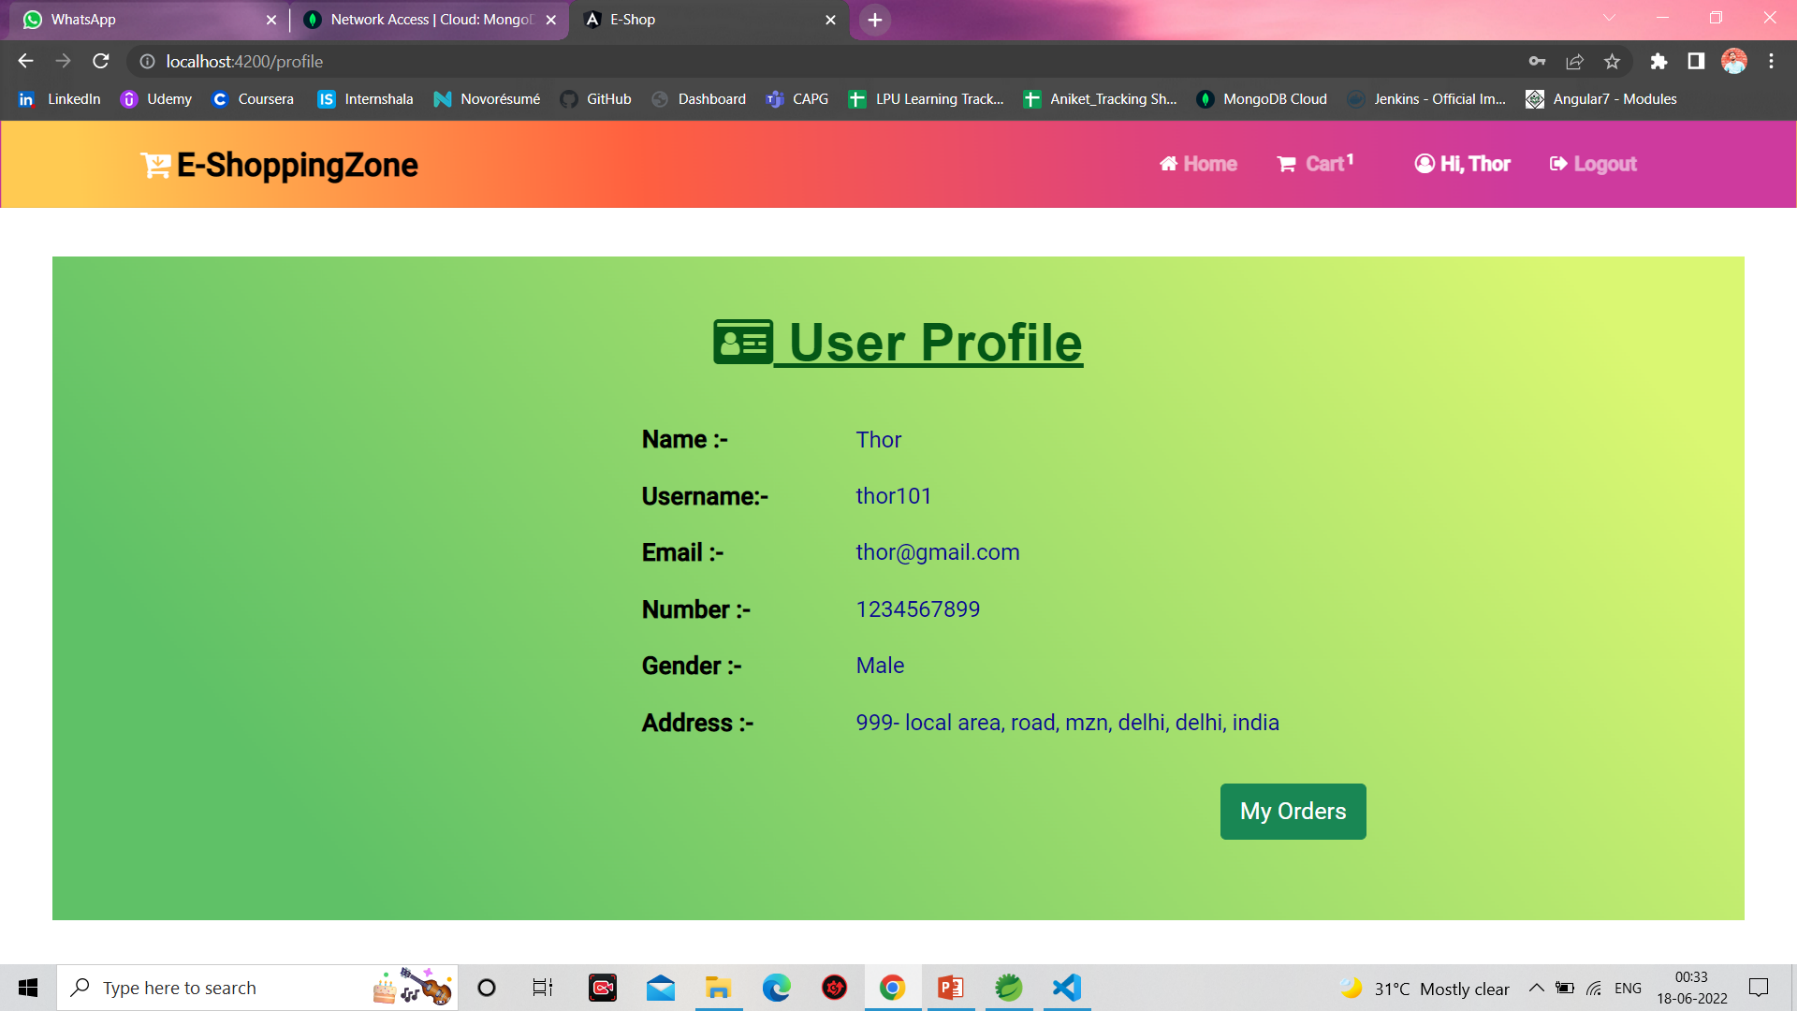 WhatsApp
Network Access | Cloud: MongoD
E-Shop
localhost:4200/profile
LinkedIn Udemy Coursera Internshala Novorésumé GitHub Dashboard CAPG LPU Learning Track... Aniket_Tracking Sh... MongoDB Cloud Jenkins - Official Im... Angular7 - Modules
E-ShoppingZone
Home Cart 1 Hi, Thor Logout
User Profile
Name :- Thor
Username:- thor101
Email :- thor@gmail.com
Number :- 1234567899
Gender :- Male
Address :- 999- local area, road, mzn, delhi, delhi, india
My Orders
Type here to search
31°C Mostly clear
ENG
00:33
18-06-2022